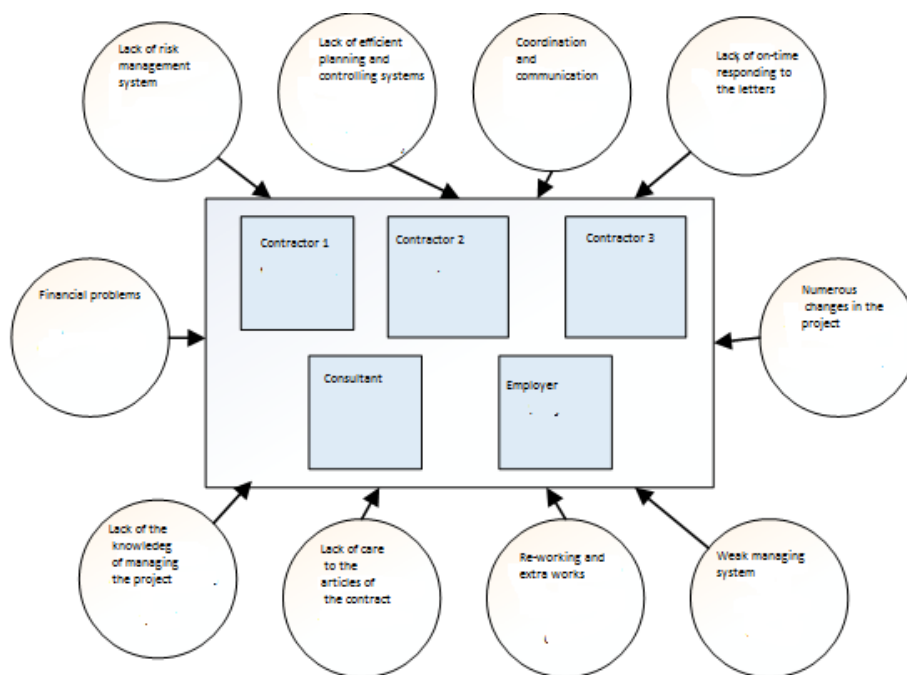 Lack of risk
management
system
Lack of efficient
planning and
controlling systems
Coordination
and
communication
Lack of on-time
responding to
the letters
Contractor 1
Contractor 2
Contractor 3
Financial problems
Numerous
changes in the
project
Consultant
Employer
Lack of the
knowledeg
of managing
the project
Lack of care
to the
articles of
the contract
Re-working and
extra works
Weak managing
system